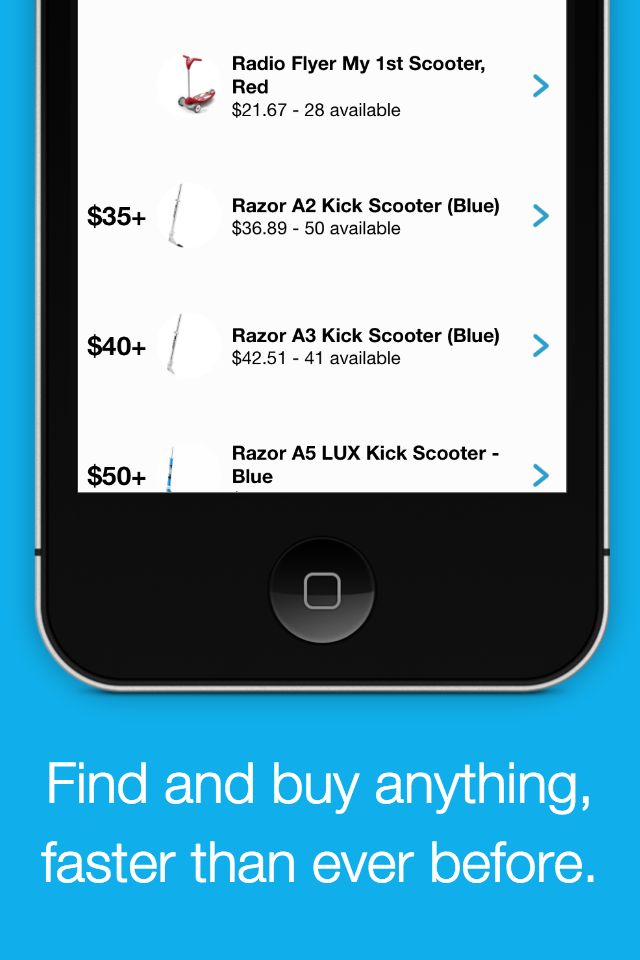 Radio Flyer My 1st Scooter,
Red
$21.67 - 28 available
$35+
Razor A2 Kick Scooter (Blue)
$36.89 - 50 available
$40+
Razor A3 Kick Scooter (Blue)
$42.51 - 41 available
$50+
Razor A5 LUX Kick Scooter -
Blue
Find and buy anything,
faster than ever before.